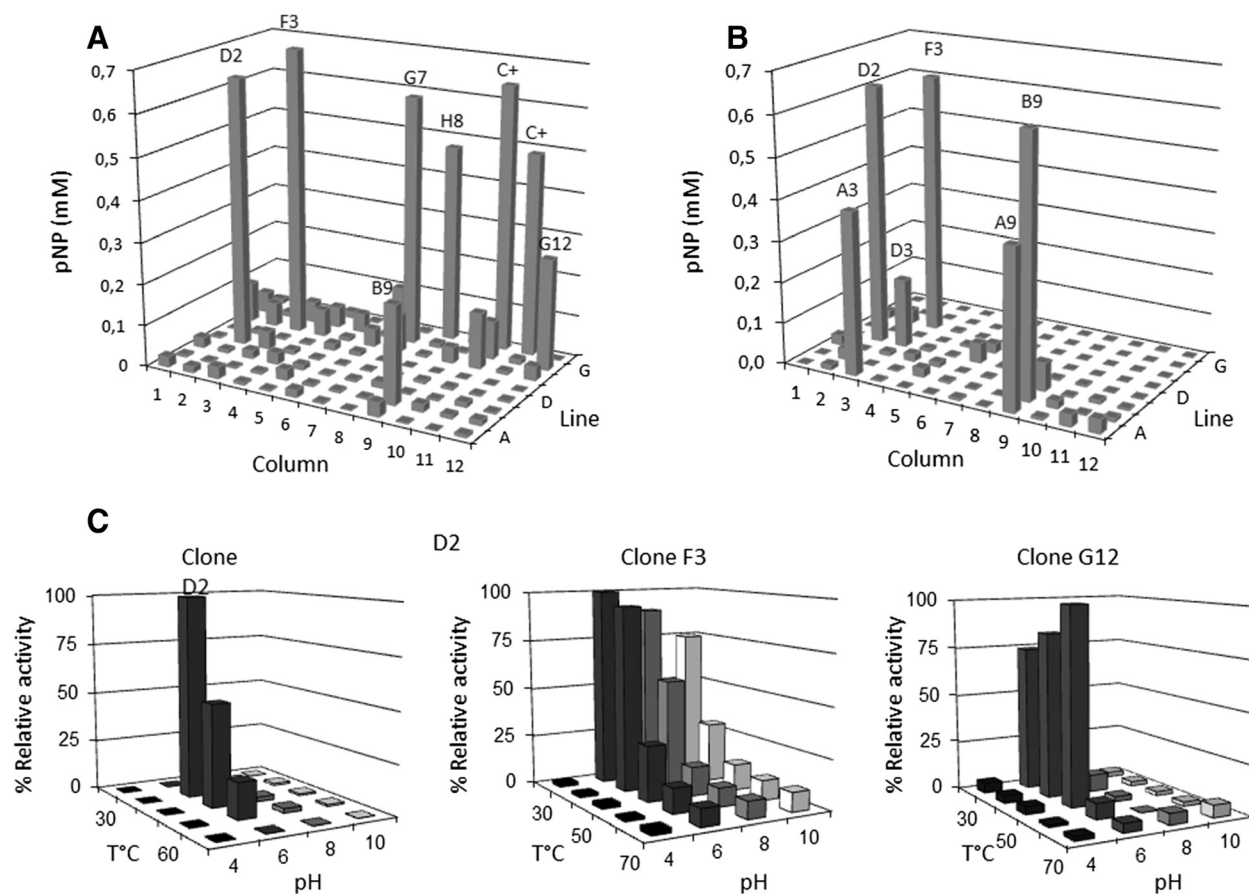 A
F3
D2
G7
C+
H8
C+
G12
B9
0,7
0,6
0,5
0,4
0,3
0,2
0,1
0
pNP (mM)
1 2 3 4 5 6 7 8 9 10 11 12
Column
A D G
Line
B
F3
D2
B9
A3
A9
D3
0,7
0,6
0,5
0,4
0,3
0,2
0,1
0,0
pNP (mM)
1 2 3 4 5 6 7 8 9 10 11 12
Column
A D G
Line
C
Clone
D2
D2
100
75
50
25
0
% Relative activity
30
60
T°C
4 6 8 10
pH
Clone F3
100
75
50
25
0
% Relative activity
30
50
70
T°C
4 6 8 10
pH
Clone G12
100
75
50
25
0
% Relative activity
30
50
70
T°C
4 6 8 10
pH